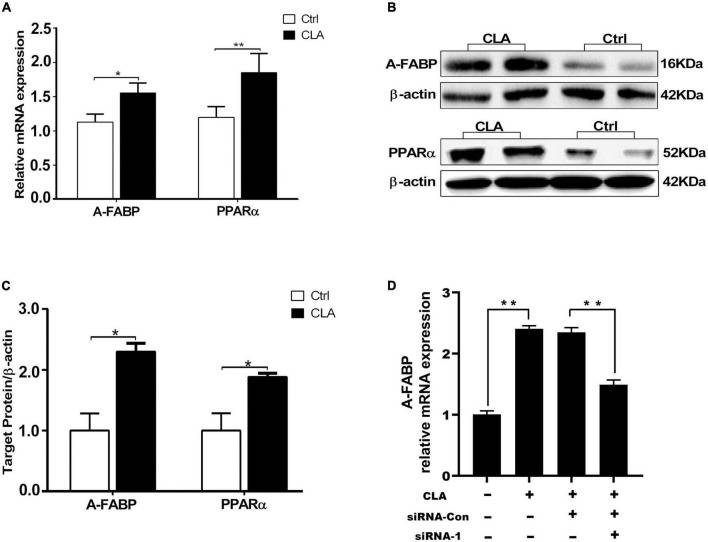 A
Ctrl
CLA
Relative mRNA expression
2.5
2.0
1.5
1.0
0.5
0.0
*
**
A-FABP
PPARα
B
CLA
Ctrl
A-FABP
16KDa
β-actin
42KDa
CLA
Ctrl
PPARα
52KDa
β-actin
42KDa
C
Ctrl
CLA
Target Protein/β-actin
3.0
2.0
1.0
0.0
*
*
A-FABP
PPARα
D
A-FABP
relative mRNA expression
3
2
1
0
**
**
CLA - + + +
siRNA-Con - - + +
siRNA-1 - - - +